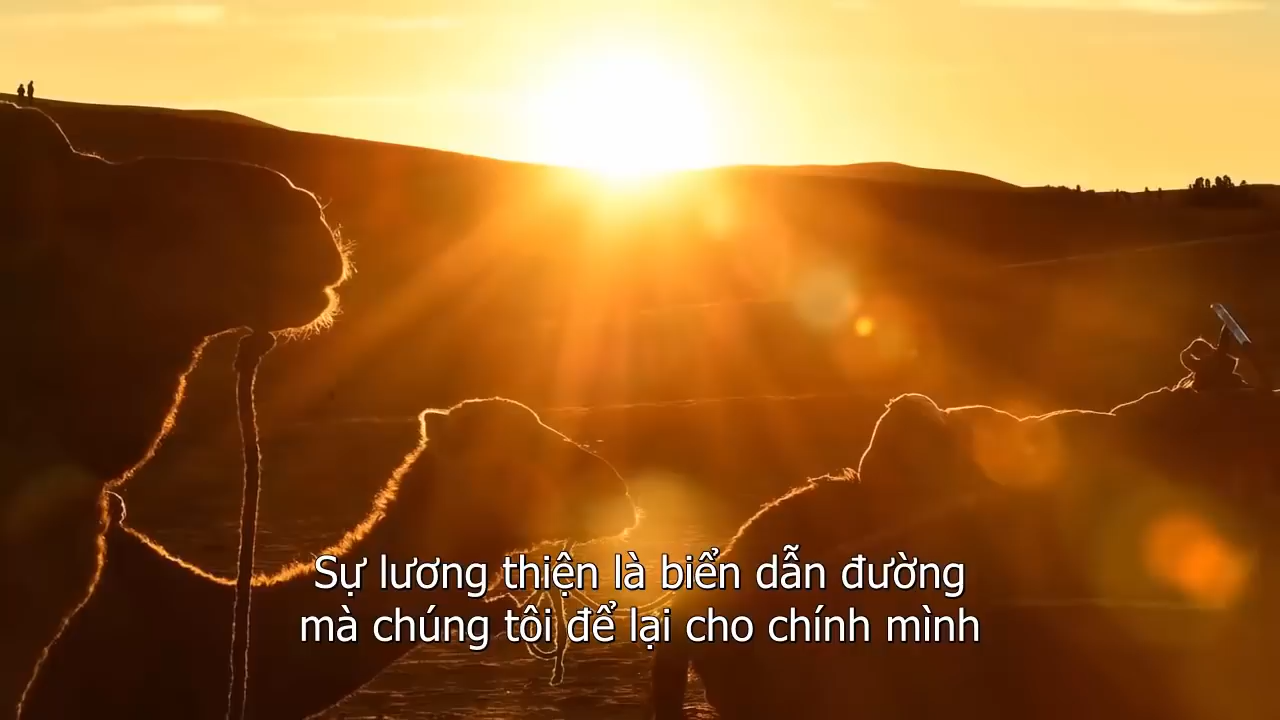 Sự lương thiện là biển dẫn đường
mà chúng tôi để lại cho chính mình